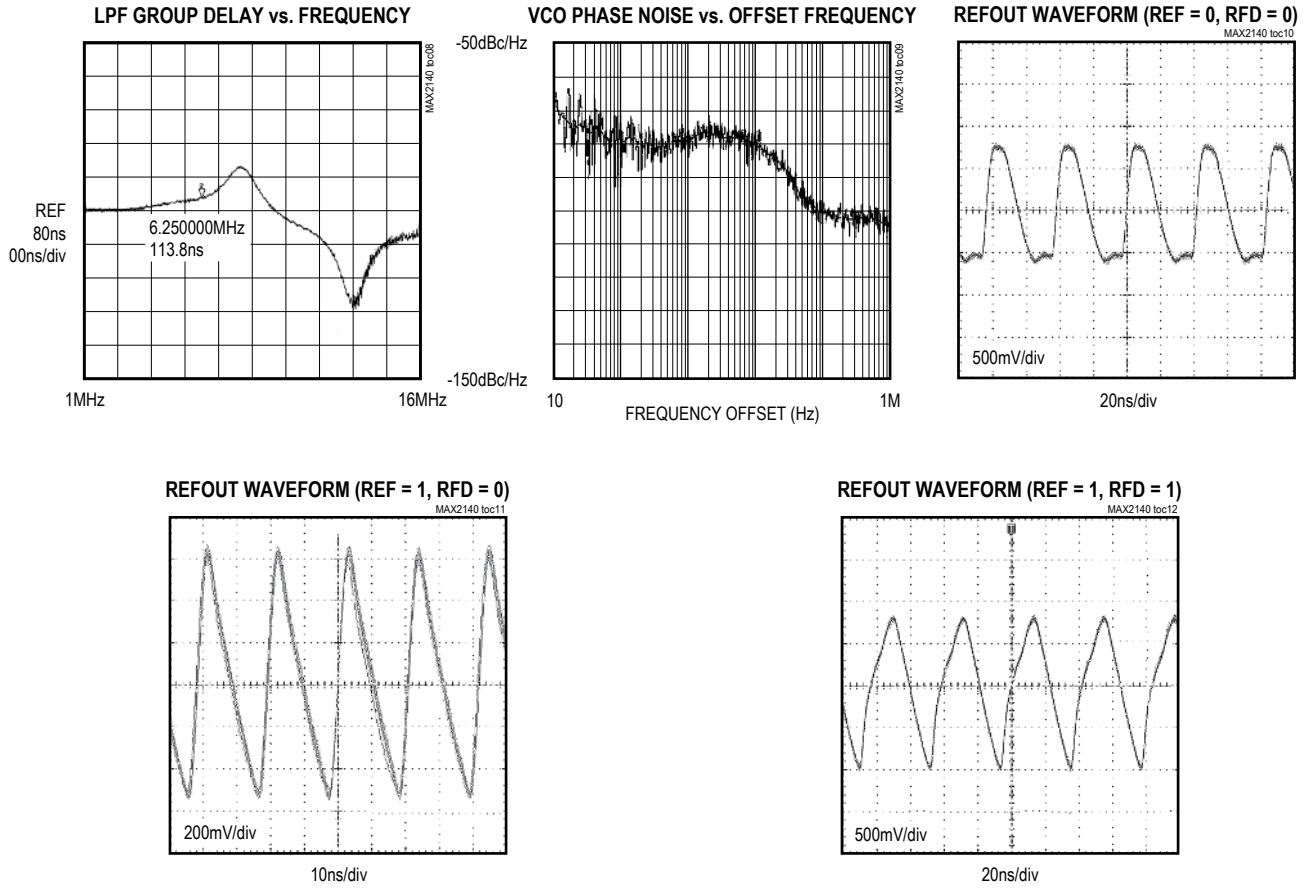 LPF GROUP DELAY vs. FREQUENCY
MAX2140 toc08
REF
80ns
00ns/div
6.250000MHz
113.8ns
1MHz
16MHz
VCO PHASE NOISE vs. OFFSET FREQUENCY
MAX2140 toc09
-50dBc/Hz
-150dBc/Hz
10
1M
FREQUENCY OFFSET (Hz)
REFOUT WAVEFORM (REF = 0, RFD = 0)
MAX2140 toc10
500mV/div
20ns/div
REFOUT WAVEFORM (REF = 1, RFD = 0)
MAX2140 toc11
200mV/div
10ns/div
REFOUT WAVEFORM (REF = 1, RFD = 1)
MAX2140 toc12
500mV/div
20ns/div